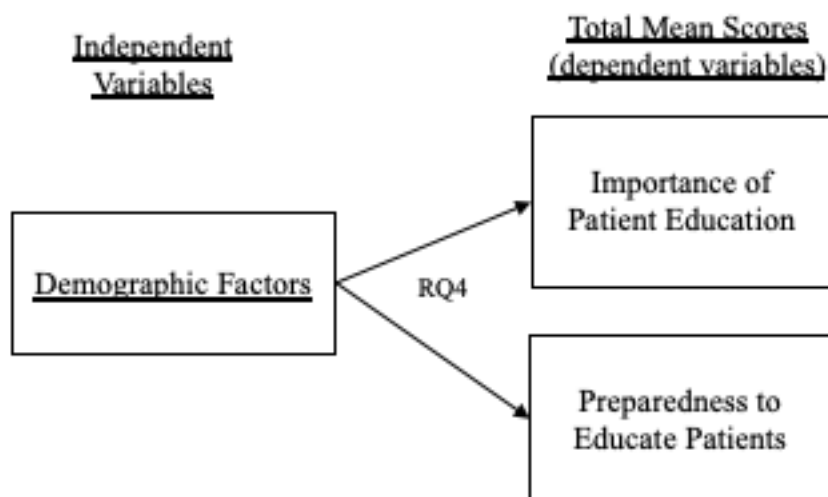 Independent
Variables
Total Mean Scores
(dependent variables)
Demographic Factors
Importance of
Patient Education
RQ4
Preparedness to
Educate Patients